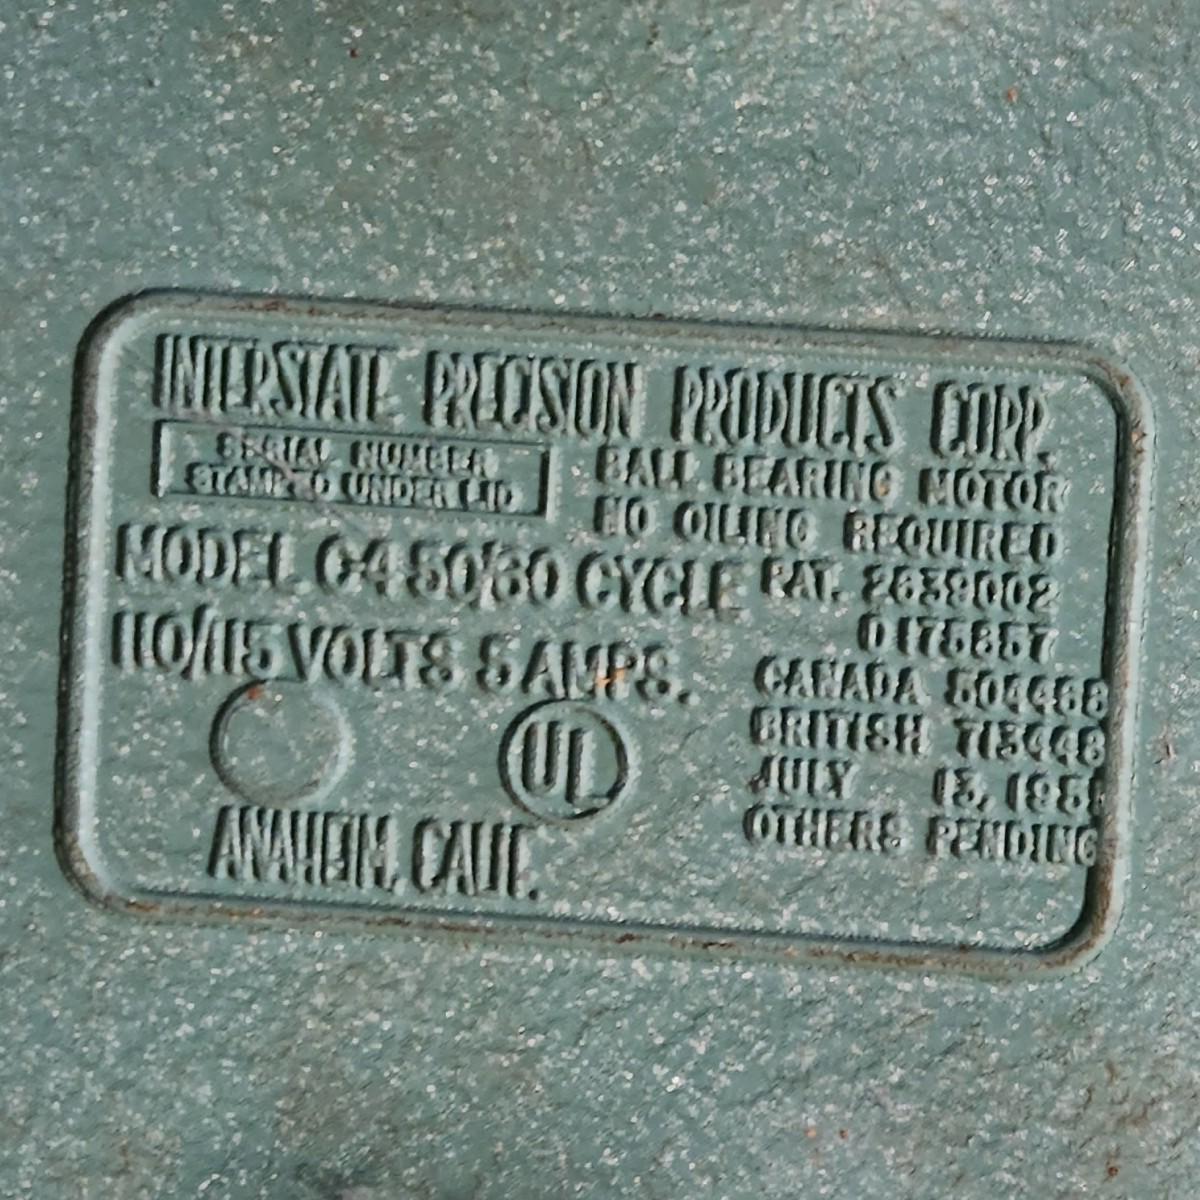 INTERSTATE PRECISION PRODUCTS CORP.
SERIAL NUMBER
STAMPED UNDER LID
BALL BEARING MOTOR
NO OILING REQUIRED
MODEL C-4 50/60 CYCLE
PAT. 2639002
D175857
110/115 VOLTS 5 AMPS.
CANADA 504468
BRITISH 713448
JULY 13,
OTHERS PENDING
UL
ANAHEIM, CALIF.